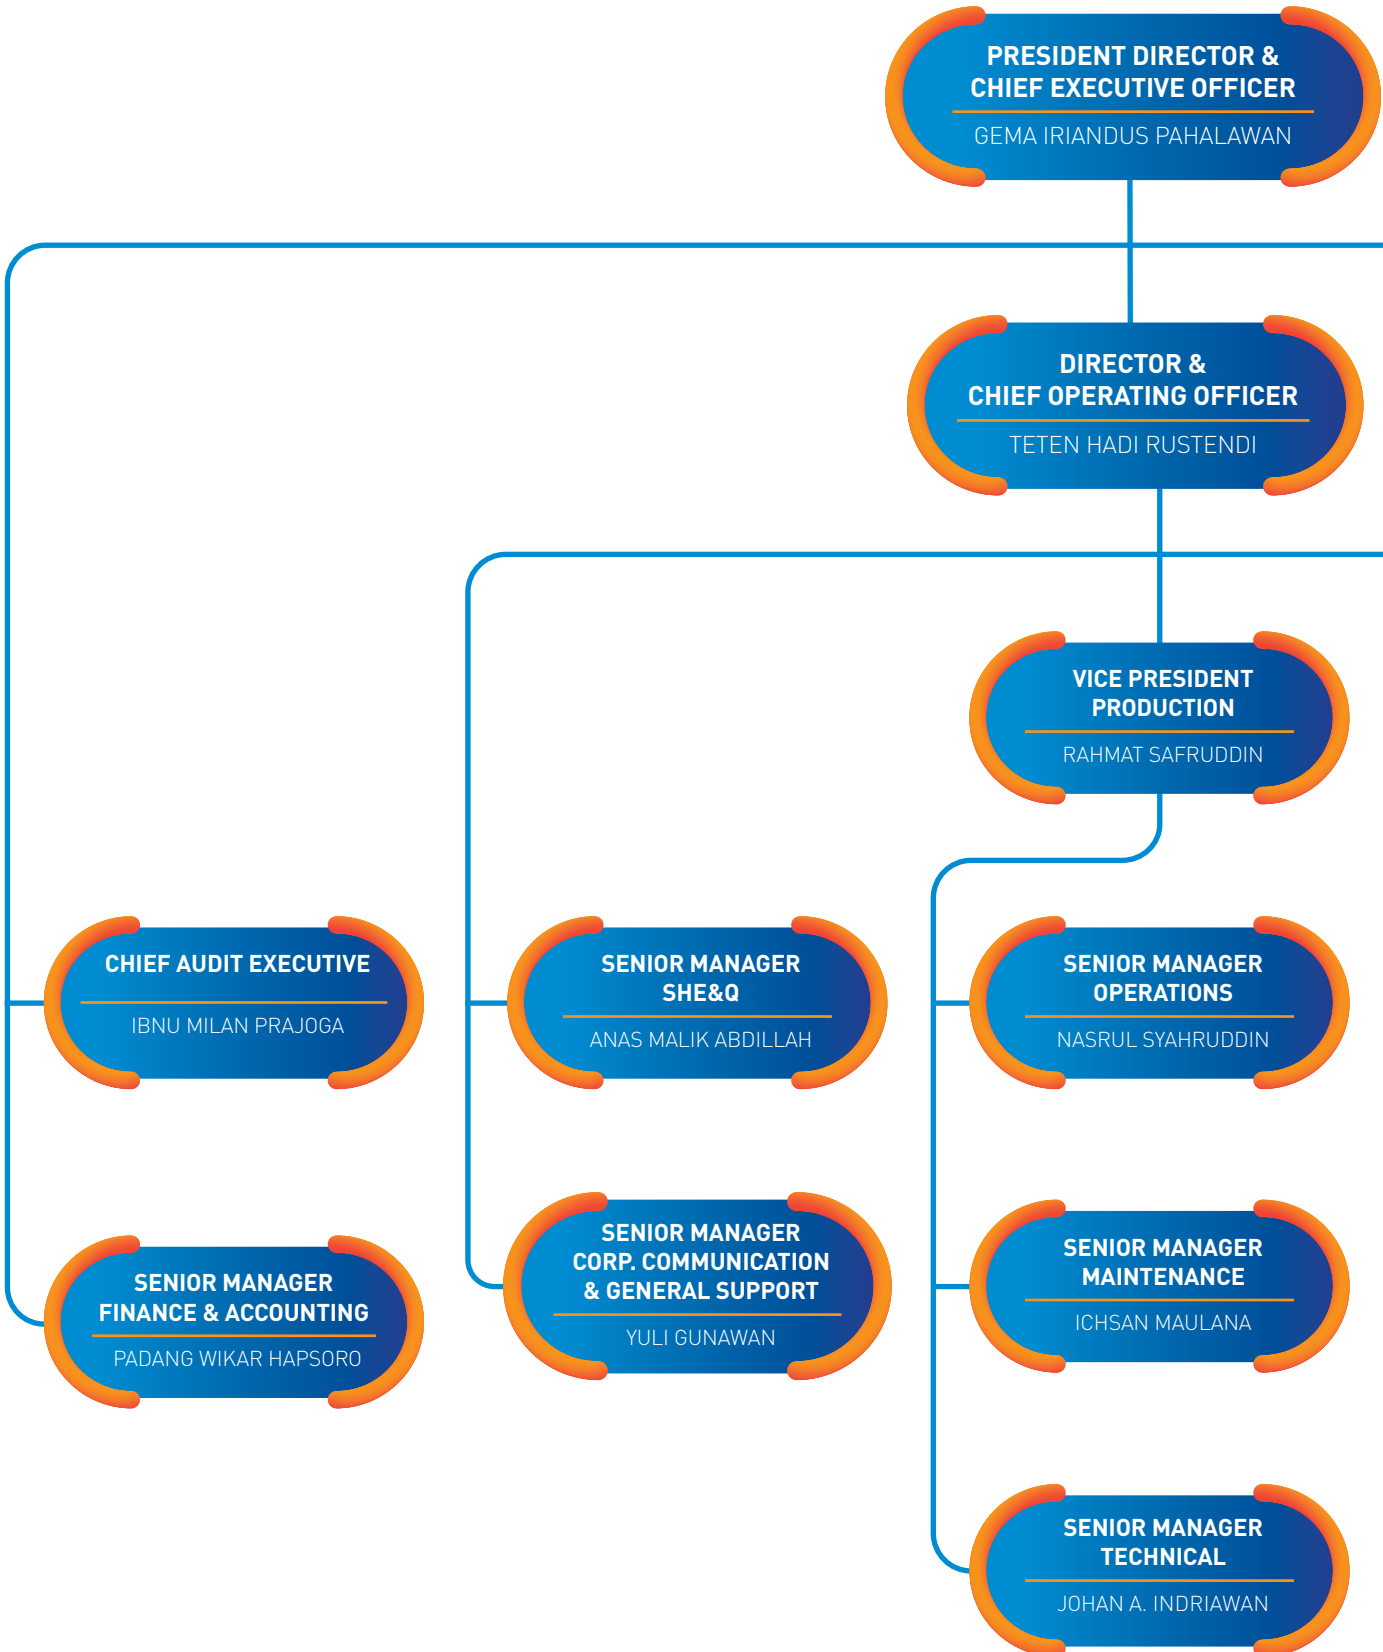 PRESIDENT DIRECTOR &
CHIEF EXECUTIVE OFFICER
GEMA IRIANDUS PAHALAWAN
DIRECTOR &
CHIEF OPERATING OFFICER
TETEN HADI RUSTENDI
VICE PRESIDENT
PRODUCTION
RAHMAT SAFRUDDIN
CHIEF AUDIT EXECUTIVE
IBNU MILAN PRAJOGA
SENIOR MANAGER
SHE&Q
ANAS MALIK ABDILLAH
SENIOR MANAGER
OPERATIONS
NASRUL SYAHRUDDIN
SENIOR MANAGER
FINANCE & ACCOUNTING
PADANG WIKAR HAPSORO
SENIOR MANAGER
CORP. COMMUNICATION
& GENERAL SUPPORT
YULI GUNAWAN
SENIOR MANAGER
MAINTENANCE
ICHSAN MAULANA
SENIOR MANAGER
TECHNICAL
JOHAN A. INDRIAWAN